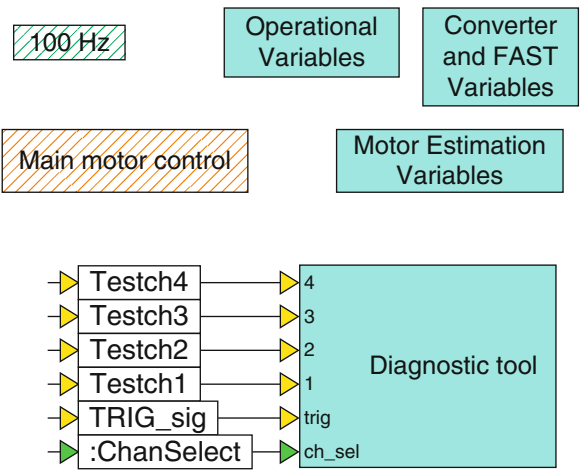 100 Hz
Operational
Variables
Converter
and FAST
Variables
Main motor control
Motor Estimation
Variables
Testch4
4
Testch3
3
Testch2
2
Testch1
1
TRIG_sig
trig
:ChanSelect
ch_sel
Diagnostic tool